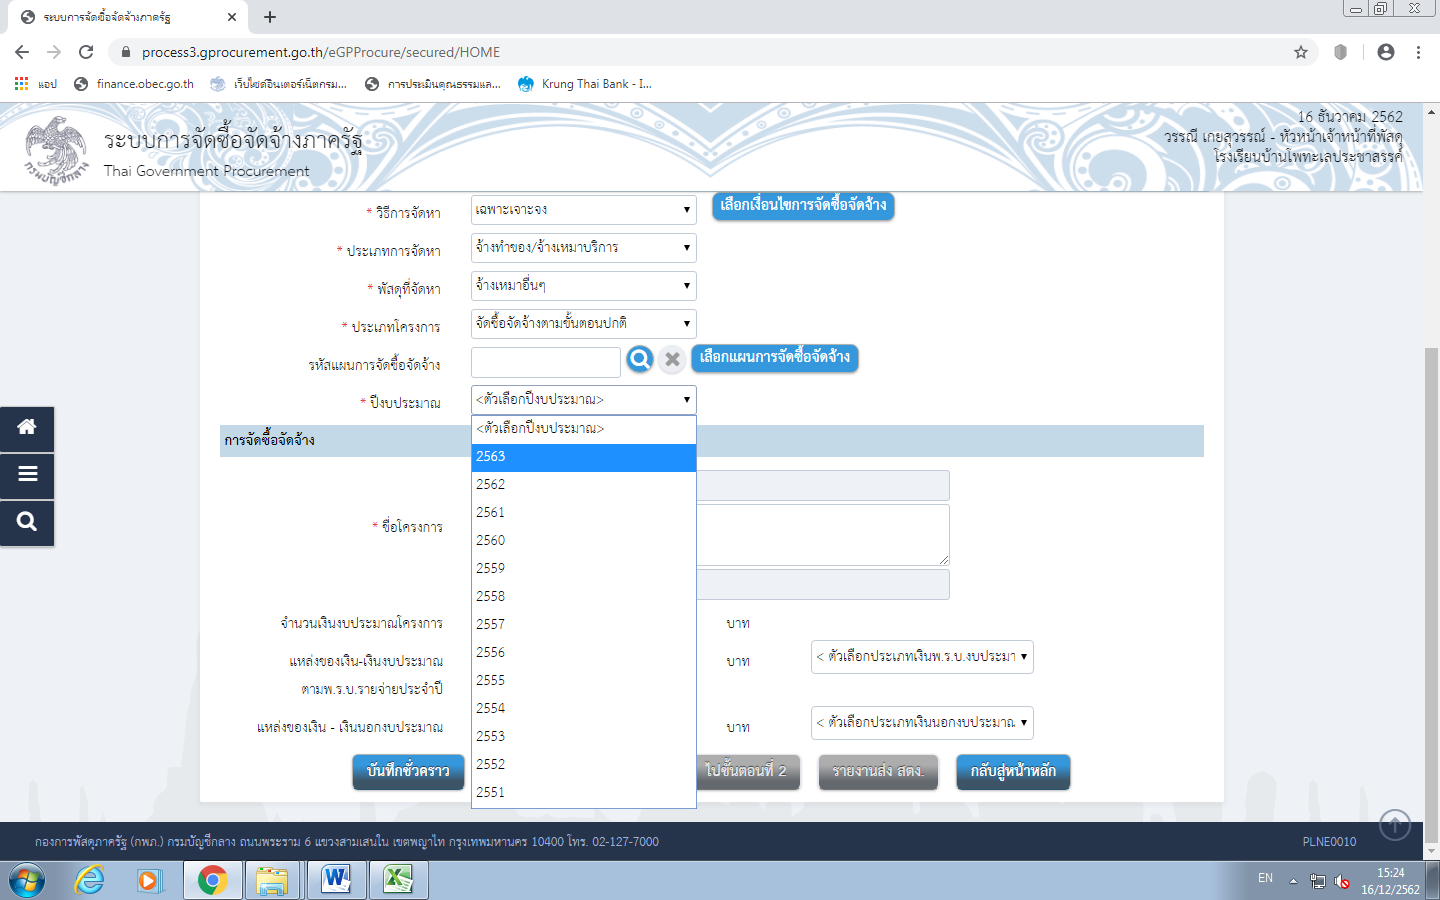 ระบบการจัดซื้อจัดจ้างภาครัฐ
process3.gprocurement.go.th/eGPProcure/secured/HOME
แอป
finance.obec.go.th
เว็บไซต์อินเตอร์เน็ตกรม...
การประเมินคุณธรรมแล...
Krung Thai Bank - I...
ระบบการจัดซื้อจัดจ้างภาครัฐ
Thai Government Procurement
กรมบัญชีกลาง
16 ธันวาคม 2562
วรรณี เกยสุวรรณ์ - หัวหน้าเจ้าหน้าที่พัสดุ
โรงเรียนบ้านโพทะเลประชาสรรค์
* วิธีการจัดหา เฉพาะเจาะจง เลือกเงื่อนไขการจัดซื้อจัดจ้าง
* ประเภทการจัดหา จ้างทำของ/จ้างเหมาบริการ
* พัสดุที่จัดหา จ้างเหมาอื่นๆ
* ประเภทโครงการ จัดซื้อจัดจ้างตามขั้นตอนปกติ
รหัสแผนการจัดซื้อจัดจ้าง เลือกแผนการจัดซื้อจัดจ้าง
* ปีงบประมาณ <ตัวเลือกปีงบประมาณ>
<ตัวเลือกปีงบประมาณ>
การจัดซื้อจัดจ้าง
2563
2562
2561
* ชื่อโครงการ
2560
2559
2558
2557
จำนวนเงินงบประมาณโครงการ บาท
2556
แหล่งของเงิน-เงินงบประมาณ บาท < ตัวเลือกประเภทเงินพ.ร.บ.งบประมา
2555
ตามพ.ร.บ.รายจ่ายประจำปี
2554
แหล่งของเงิน - เงินนอกงบประมาณ บาท < ตัวเลือกประเภทเงินนอกงบประมาณ
2553
2552
2551
บันทึกชั่วคราว ไปขั้นตอนที่ 2 รายงานส่ง สตง. กลับสู่หน้าหลัก
กองการพัสดุภาครัฐ (กพภ.) กรมบัญชีกลาง ถนนพระราม 6 แขวงสามเสนใน เขตพญาไท กรุงเทพมหานคร 10400 โทร. 02-127-7000
PLNE0010
EN
15:24
16/12/2562